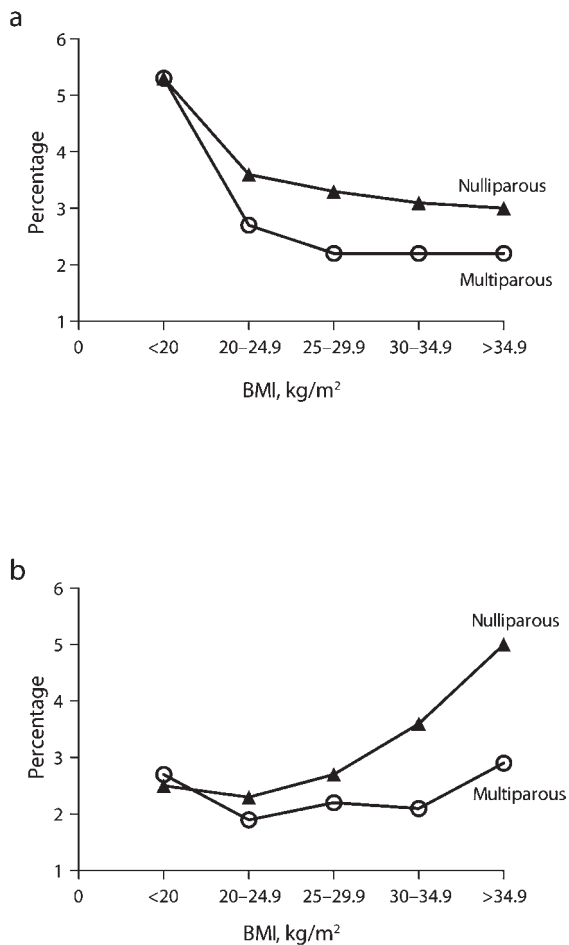 a
6
5
4
3
2
1
Percentage
Nulliparous
Multiparous
0 <20 20–24.9 25–29.9 30–34.9 >34.9
BMI, kg/m²
b
6
5
4
3
2
1
Percentage
Nulliparous
Multiparous
0 <20 20–24.9 25–29.9 30–34.9 >34.9
BMI, kg/m²